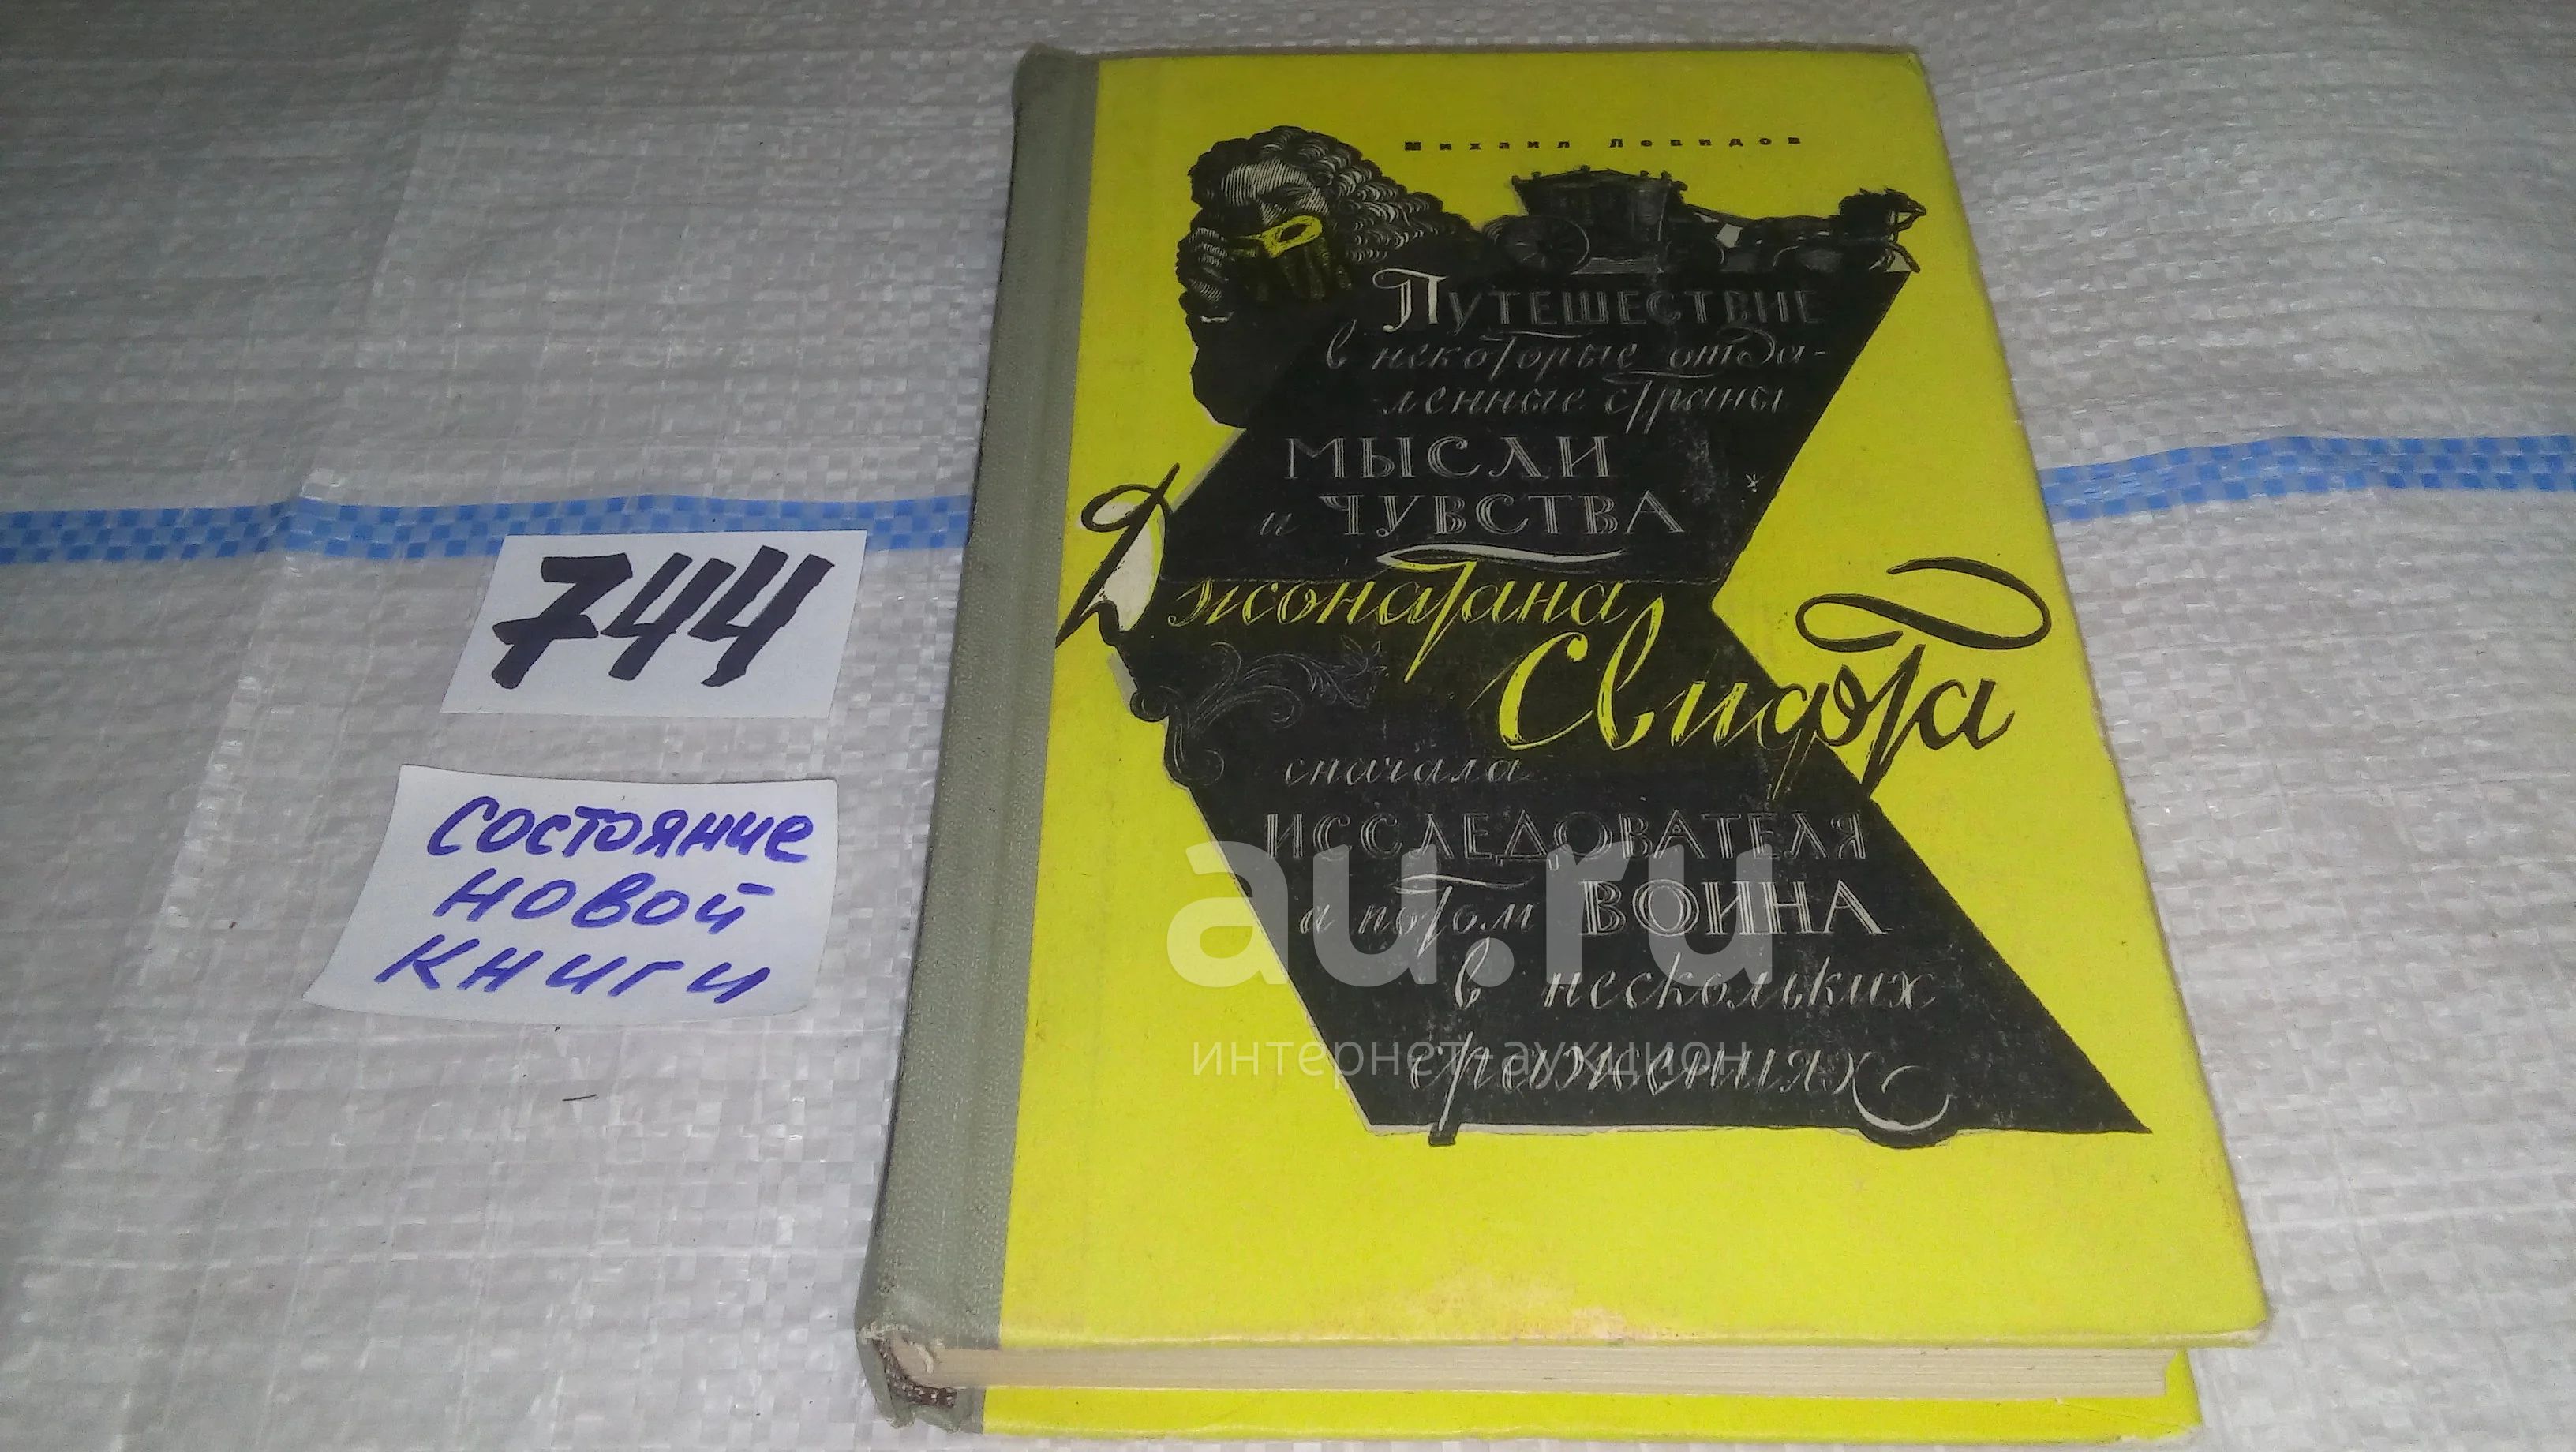 Михаил Левидов
ПУТЕШЕСТВИЕ
в некоторые отда-
ленные страны
МЫСЛИ
и ЧУВСТВА
Джонатана
Свифта
сначала
ИССЛЕДОВАТЕЛЯ
а потом ВОИНА
в нескольких
сражениях
744
состояние
новой
книги
au.ru
интернет-аукцион